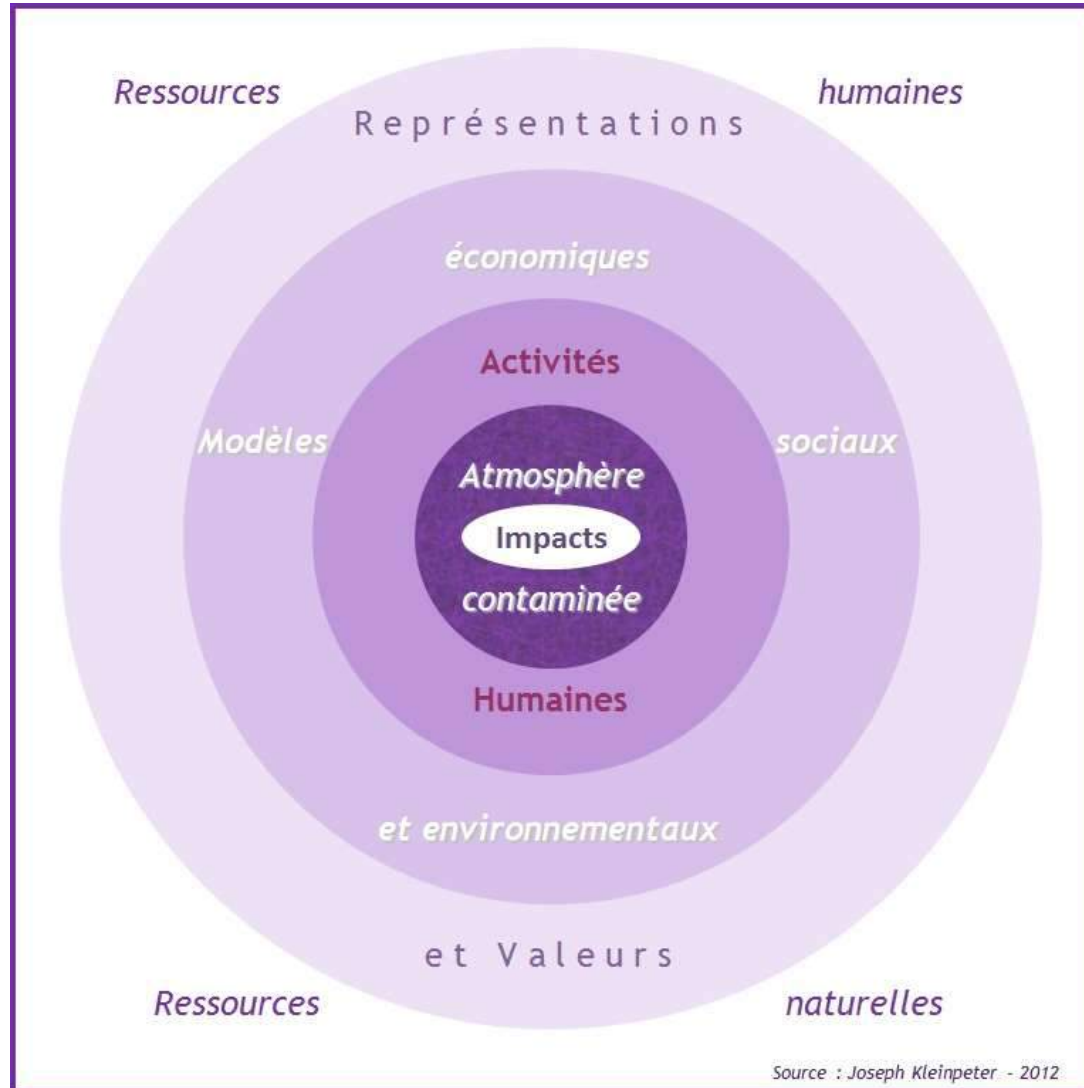 Ressources humaines
Représentations
économiques
Activités
Modèles sociaux
Atmosphère
Impacts
contaminée
Humaines
et environnementaux
et Valeurs
Ressources naturelles
Source : Joseph Kleinpeter - 2012